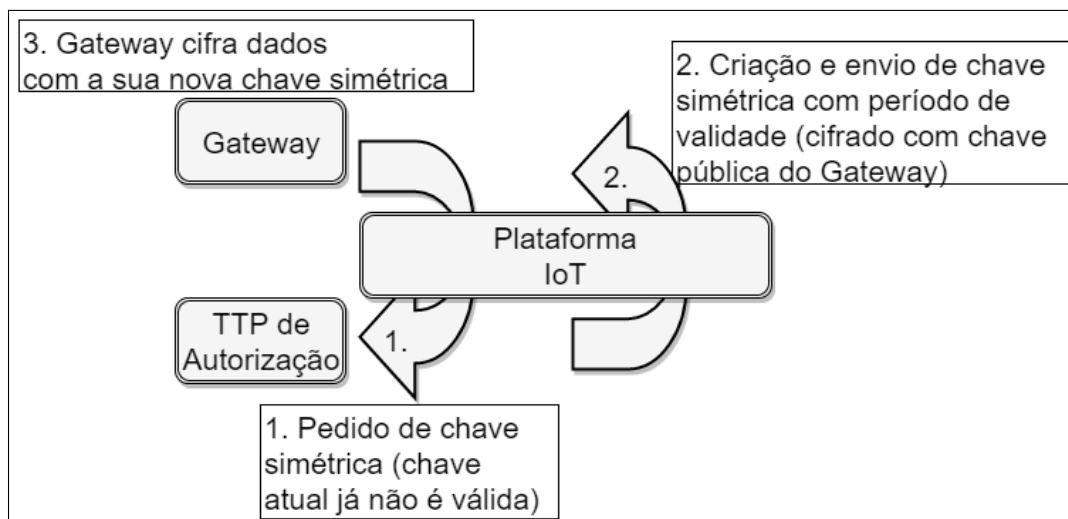 3. Gateway cifra dados
com a sua nova chave simétrica
2. Criação e envio de chave
simétrica com período de
validade (cifrado com chave
pública do Gateway)
Gateway
2.
Plataforma
IoT
TTP de
Autorização
1.
1. Pedido de chave
simétrica (chave
atual já não é válida)